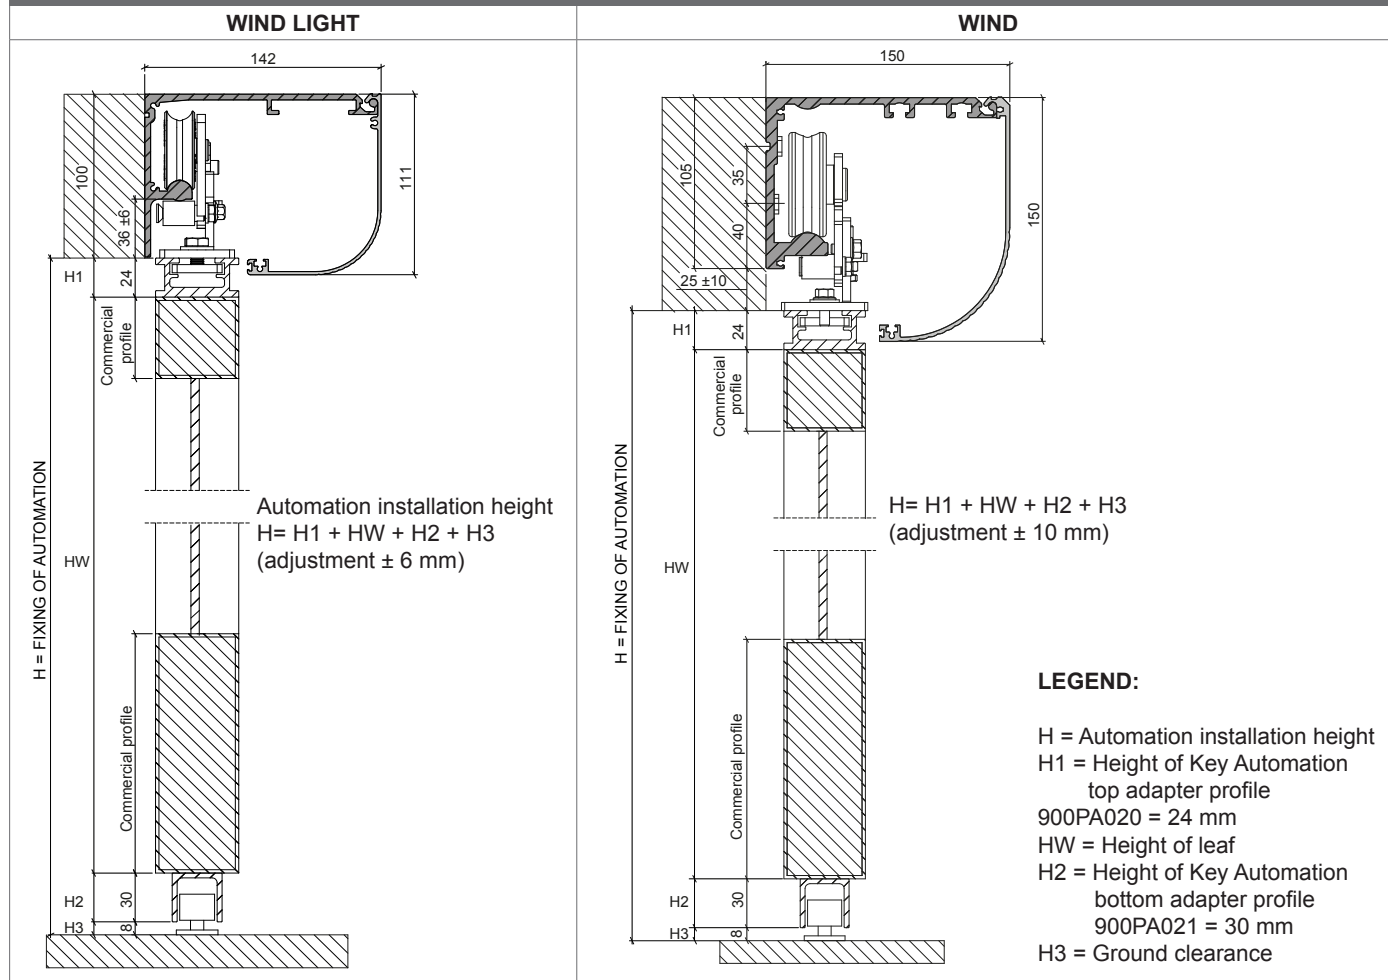 WIND LIGHT
142
100
111
36 ±6
H1
24
Commercial
profile
H = FIXING OF AUTOMATION
Automation installation height
H= H1 + HW + H2 + H3
(adjustment ± 6 mm)
HW
Commercial profile
H2
30
H3
8
WIND
150
105
35
40
150
25 ±10
H1
24
Commercial
profile
H = FIXING OF AUTOMATION
H= H1 + HW + H2 + H3
(adjustment ± 10 mm)
HW
Commercial profile
H2
30
H3
8
LEGEND:
H = Automation installation height
H1 = Height of Key Automation
top adapter profile
900PA020 = 24 mm
HW = Height of leaf
H2 = Height of Key Automation
bottom adapter profile
900PA021 = 30 mm
H3 = Ground clearance